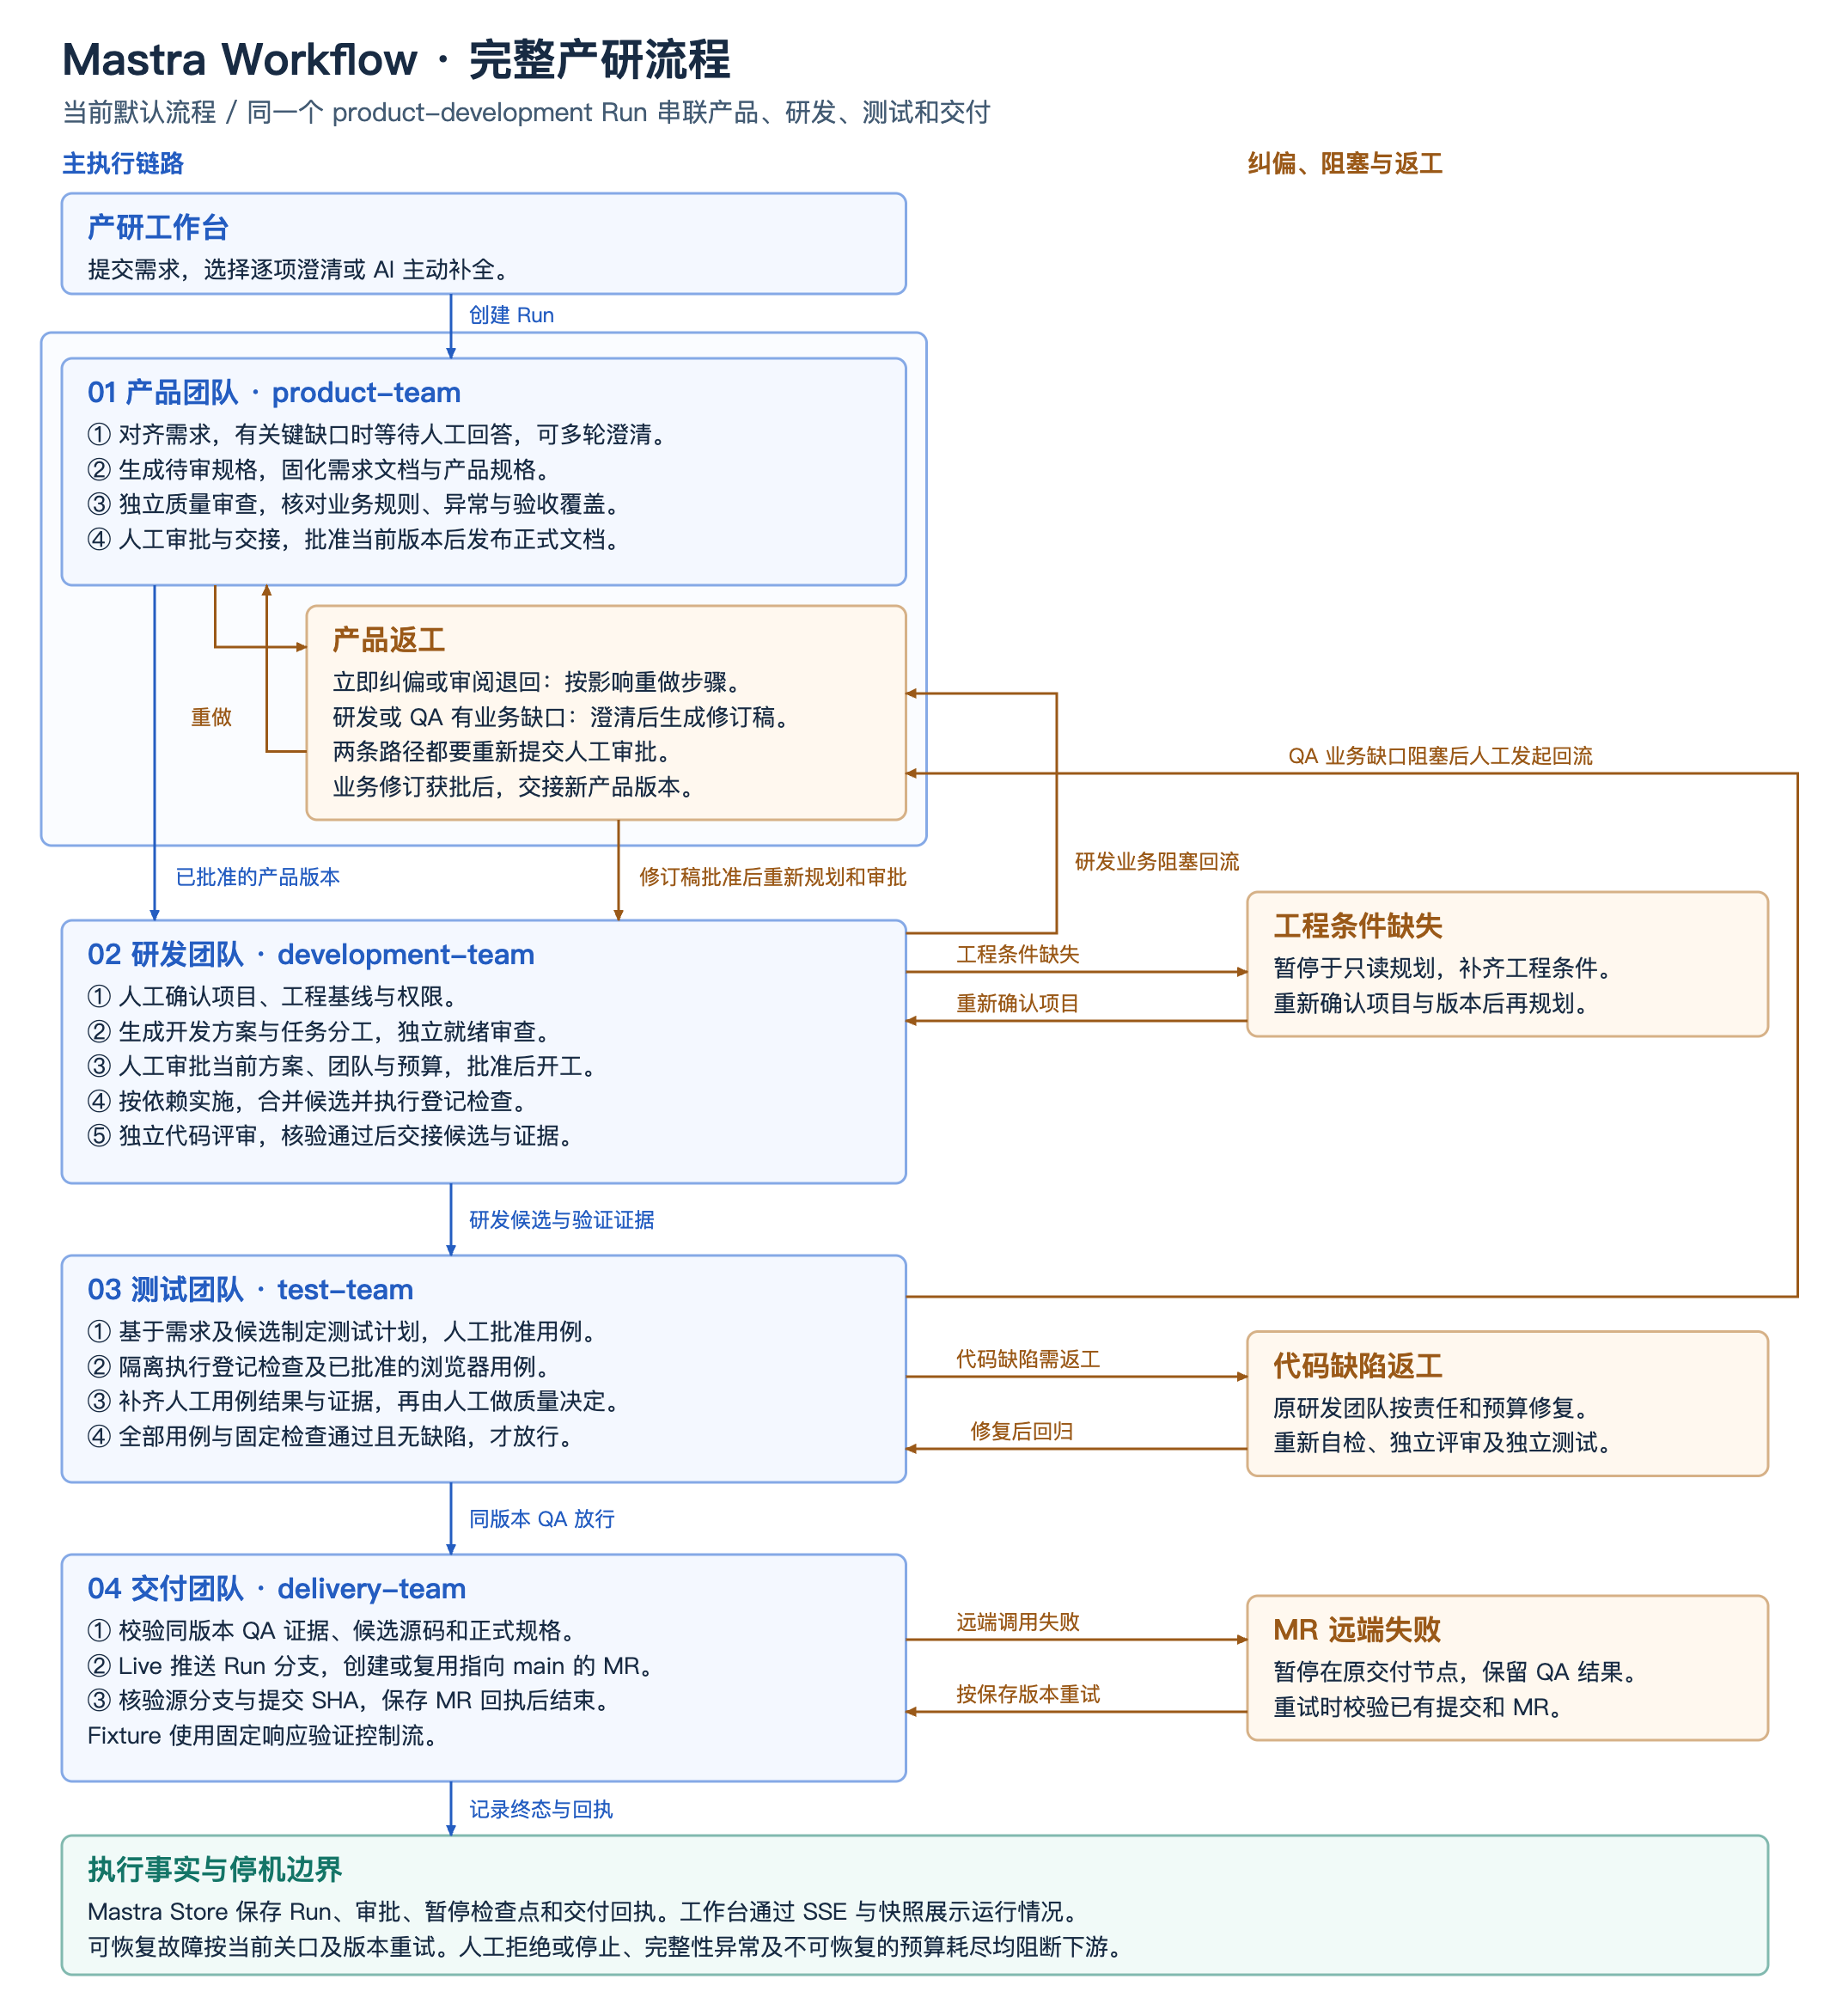 Mastra Workflow · 完整产研流程
当前默认流程 / 同一个 product-development Run 串联产品、研发、测试和交付
主执行链路
纠偏、阻塞与返工
产研工作台
提交需求，选择逐项澄清或 AI 主动补全。
创建 Run
01 产品团队 · product-team
① 对齐需求，有关键缺口时等待人工回答，可多轮澄清。
② 生成待审规格，固化需求文档与产品规格。
③ 独立质量审查，核对业务规则、异常与验收覆盖。
④ 人工审批与交接，批准当前版本后发布正式文档。
产品返工
立即纠偏或审阅退回：按影响重做步骤。
研发或 QA 有业务缺口：澄清后生成修订稿。
两条路径都要重新提交人工审批。
业务修订获批后，交接新产品版本。
重做
QA 业务缺口阻塞后人工发起回流
研发业务阻塞回流
已批准的产品版本
修订稿批准后重新规划和审批
02 研发团队 · development-team
① 人工确认项目、工程基线与权限。
② 生成开发方案与任务分工，独立就绪审查。
③ 人工审批当前方案、团队与预算，批准后开工。
④ 按依赖实施，合并候选并执行登记检查。
⑤ 独立代码评审，核验通过后交接候选与证据。
工程条件缺失
重新确认项目
工程条件缺失
暂停于只读规划，补齐工程条件。
重新确认项目与版本后再规划。
研发候选与验证证据
03 测试团队 · test-team
① 基于需求及候选制定测试计划，人工批准用例。
② 隔离执行登记检查及已批准的浏览器用例。
③ 补齐人工用例结果与证据，再由人工做质量决定。
④ 全部用例与固定检查通过且无缺陷，才放行。
代码缺陷需返工
修复后回归
代码缺陷返工
原研发团队按责任和预算修复。
重新自检、独立评审及独立测试。
同版本 QA 放行
04 交付团队 · delivery-team
① 校验同版本 QA 证据、候选源码和正式规格。
② Live 推送 Run 分支，创建或复用指向 main 的 MR。
③ 核验源分支与提交 SHA，保存 MR 回执后结束。
Fixture 使用固定响应验证控制流。
远端调用失败
按保存版本重试
MR 远端失败
暂停在原交付节点，保留 QA 结果。
重试时校验已有提交和 MR。
记录终态与回执
执行事实与停机边界
Mastra Store 保存 Run、审批、暂停检查点和交付回执。工作台通过 SSE 与快照展示运行情况。
可恢复故障按当前关口及版本重试。人工拒绝或停止、完整性异常及不可恢复的预算耗尽均阻断下游。